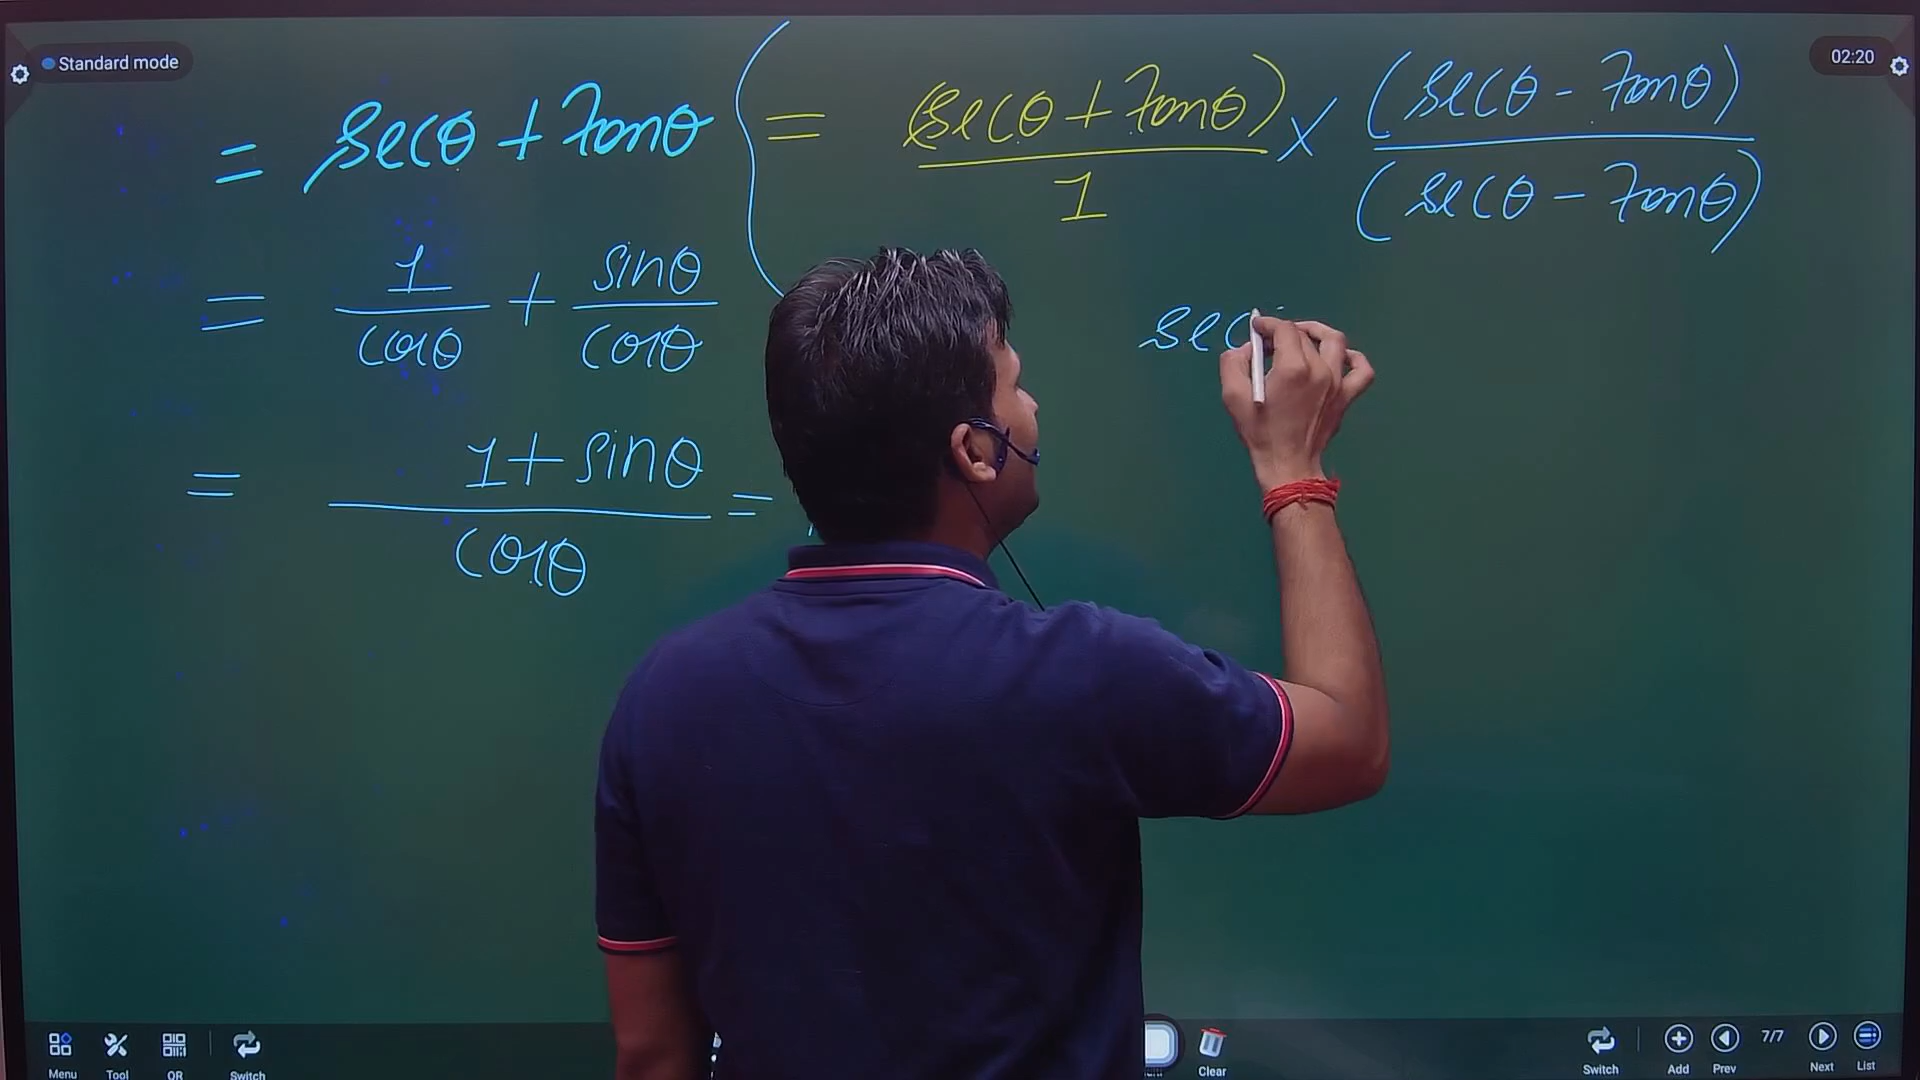 Standard mode
02:20
= secθ + tanθ
= (secθ + tanθ)/1 × (secθ - tanθ)/(secθ - tanθ)
= 1/cosθ + sinθ/cosθ
sec
= (1 + sinθ)/cosθ =
Menu Tool QR Switch Clear Switch Add Prev 7/7 Next List